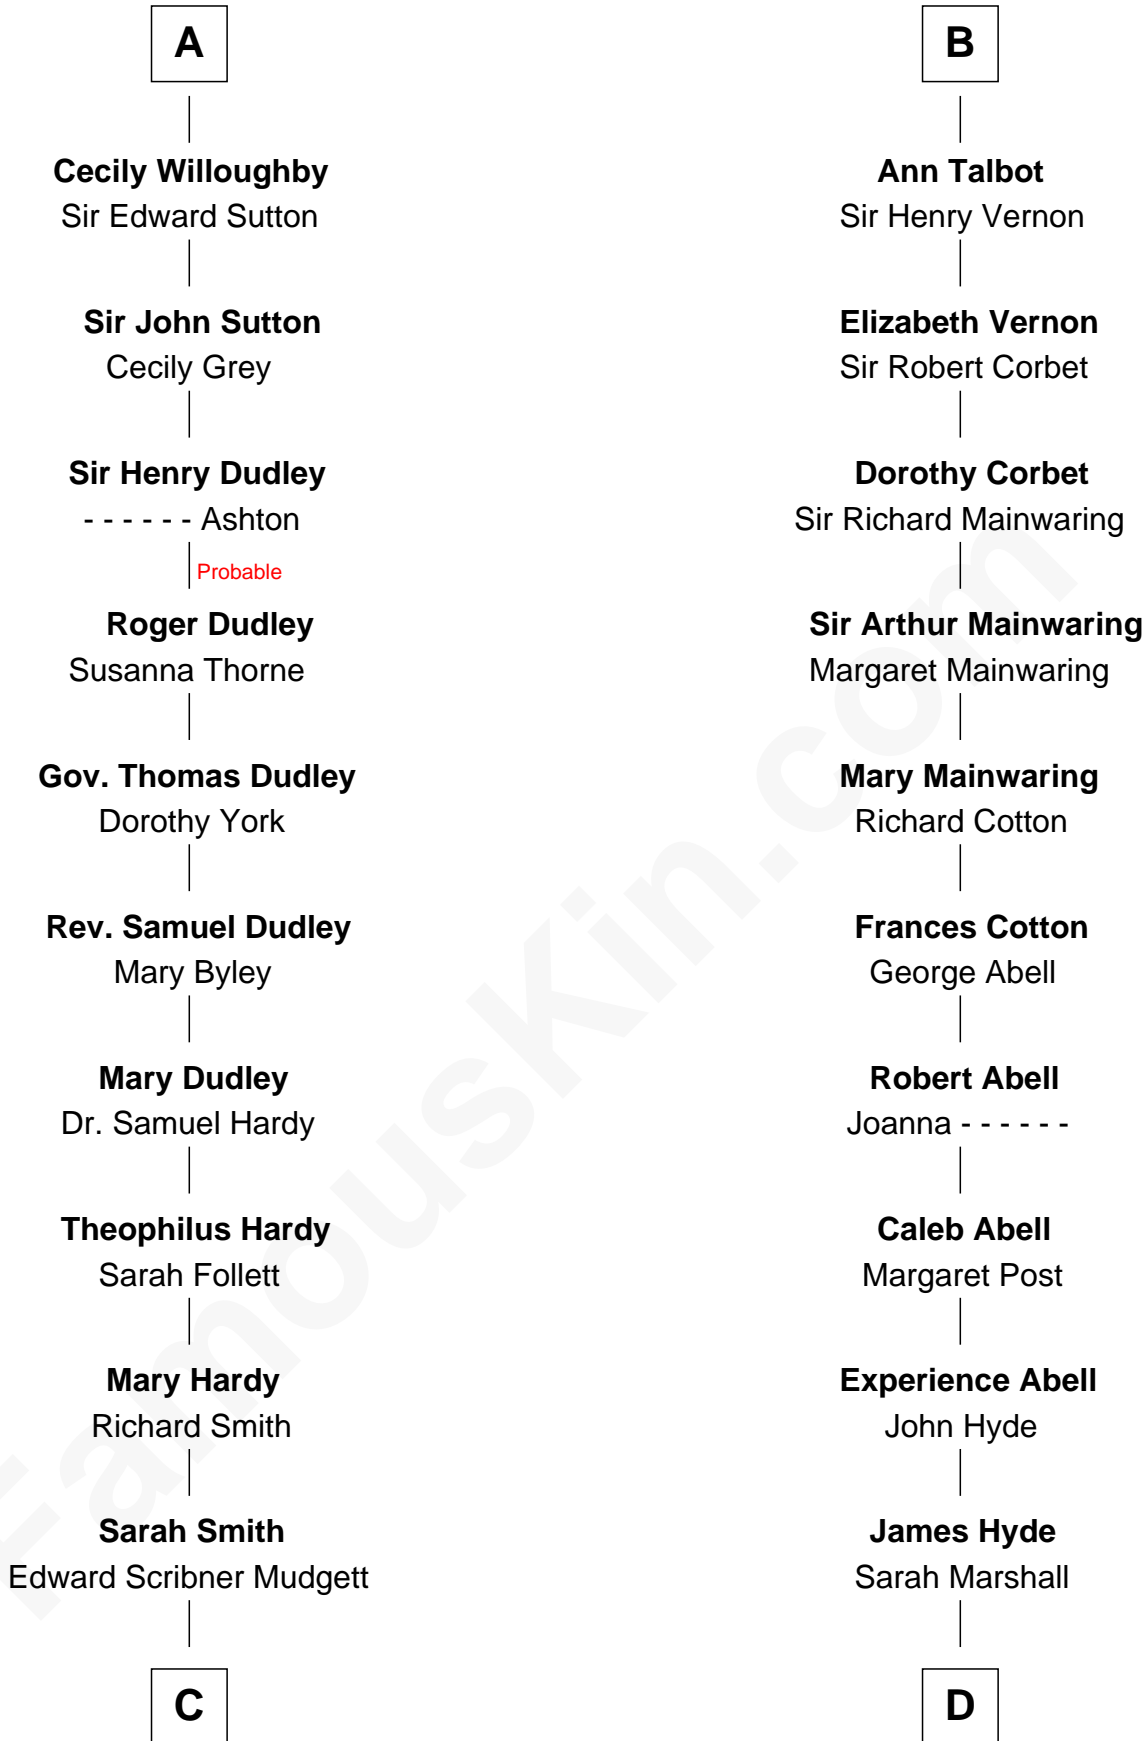 A
Cecily Willoughby
Sir Edward Sutton
Sir John Sutton
Cecily Grey
Sir Henry Dudley
- - - - - - Ashton
Probable
Roger Dudley
Susanna Thorne
Gov. Thomas Dudley
Dorothy York
Rev. Samuel Dudley
Mary Byley
Mary Dudley
Dr. Samuel Hardy
Theophilus Hardy
Sarah Follett
Mary Hardy
Richard Smith
Sarah Smith
Edward Scribner Mudgett
C
B
Ann Talbot
Sir Henry Vernon
Elizabeth Vernon
Sir Robert Corbet
Dorothy Corbet
Sir Richard Mainwaring
Sir Arthur Mainwaring
Margaret Mainwaring
Mary Mainwaring
Richard Cotton
Frances Cotton
George Abell
Robert Abell
Joanna - - - - - -
Caleb Abell
Margaret Post
Experience Abell
John Hyde
James Hyde
Sarah Marshall
D
FamousKin.com